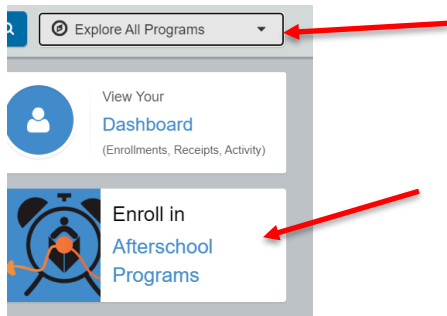 Explore All Programs
View Your
Dashboard
(Enrollments, Receipts, Activity)
Enroll in
Afterschool
Programs